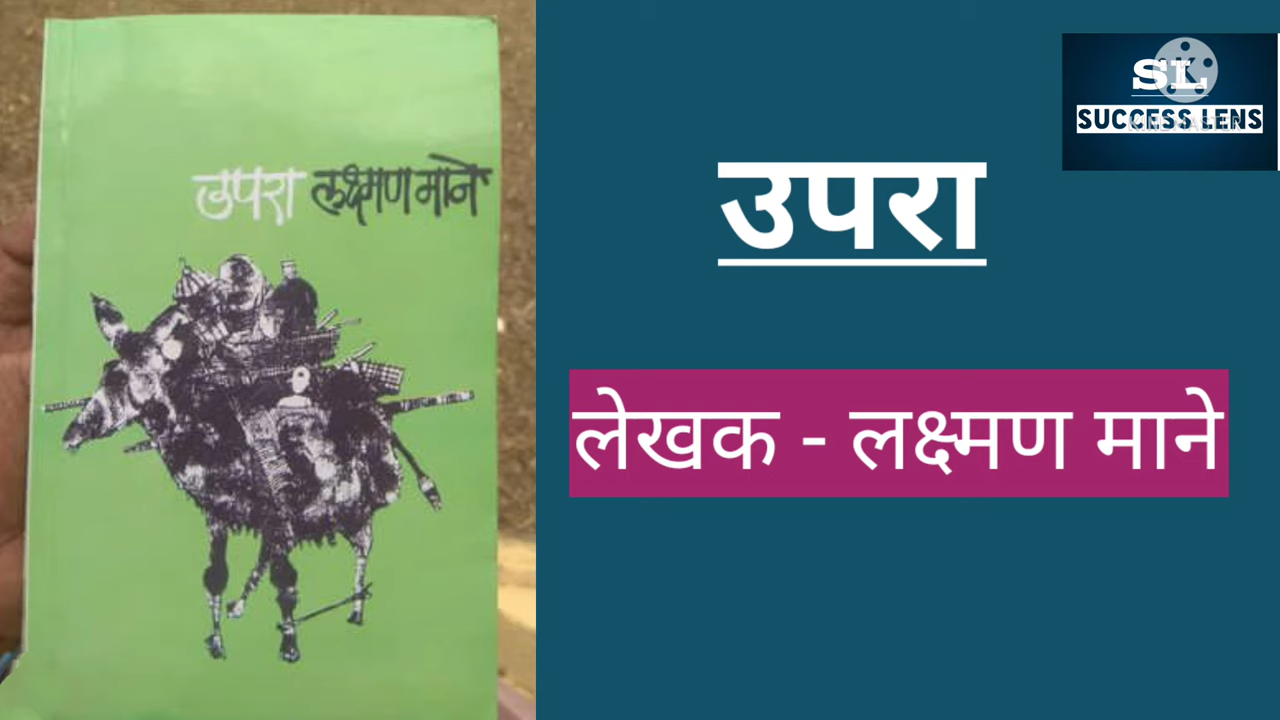 उपरा लक्ष्मण माने
SL
SUCCESS LENS
उपरा
लेखक - लक्ष्मण माने